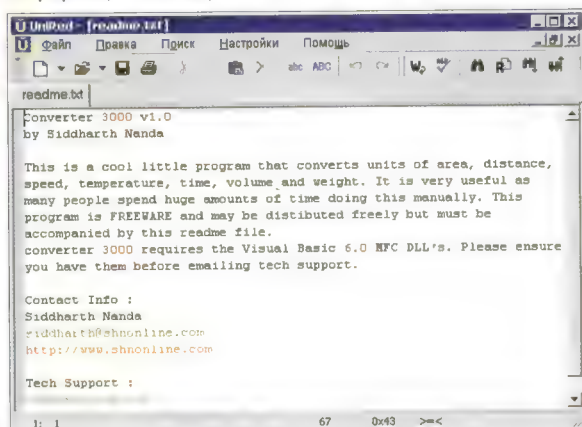 UniRed - [readme.txt]
Файл Правка Поиск Настройки Помощь
abc ABC
readme.txt
Converter 3000 v1.0
by Siddharth Nanda
This is a cool little program that converts units of area, distance,
speed, temperature, time, volume and weight. It is very useful as
many people spend huge amounts of time doing this manually. This
program is FREEWARE and may be distibuted freely but must be
accompanied by this readme file.
converter 3000 requires the Visual Basic 6.0 MFC DLL's. Please ensure
you have them before emailing tech support.
Contact Info :
Siddharth Nanda
siddharth@shnonline.com
http://www.shnonline.com
Tech Support :
1: 1 67 0x43 >=<